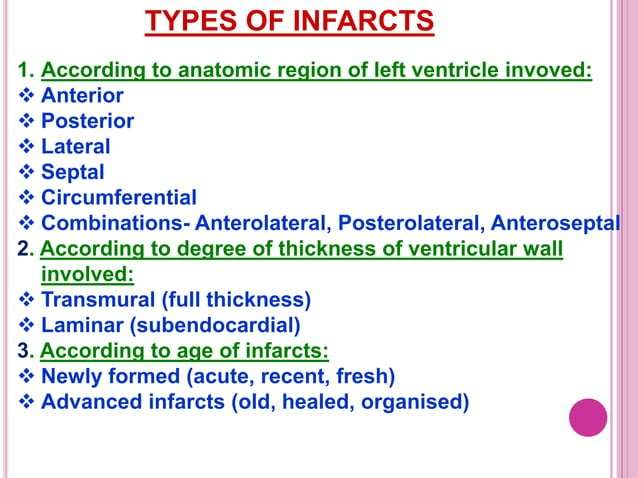 TYPES OF INFARCTS
1. According to anatomic region of left ventricle invoved:
❖ Anterior
❖ Posterior
❖ Lateral
❖ Septal
❖ Circumferential
❖ Combinations- Anterolateral, Posterolateral, Anteroseptal
2. According to degree of thickness of ventricular wall
involved:
❖ Transmural (full thickness)
❖ Laminar (subendocardial)
3. According to age of infarcts:
❖ Newly formed (acute, recent, fresh)
❖ Advanced infarcts (old, healed, organised)